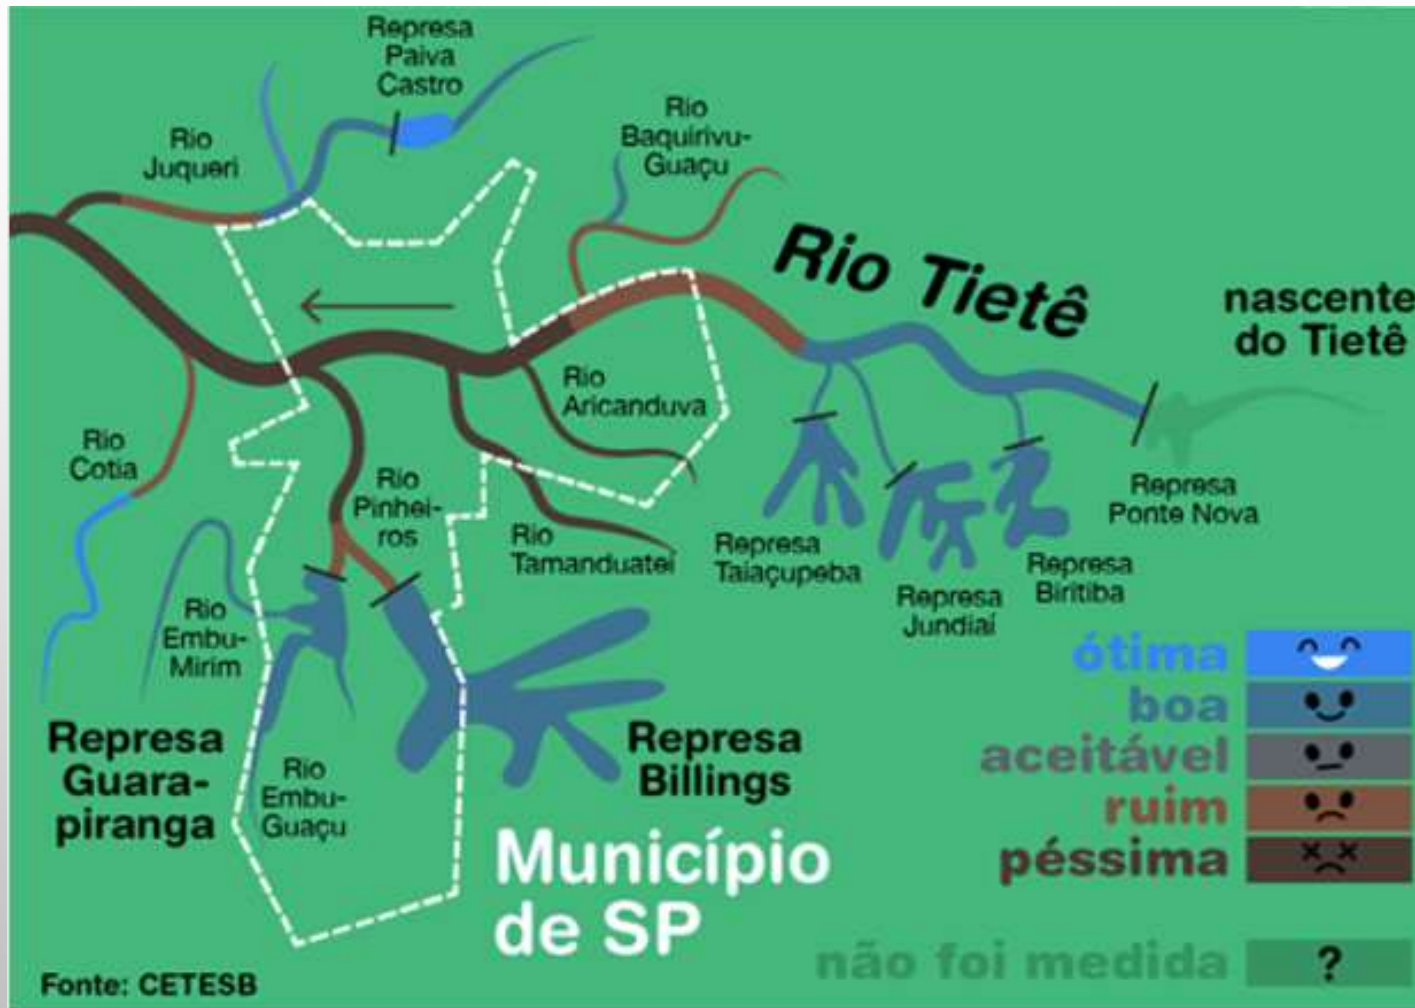 Represa
Paiva
Castro
Rio
Juqueri
Rio
Baquirivu-
Guaçu
Rio Tietê
nascente
do Tietê
Rio
Aricanduva
Rio
Cotia
Rio
Pinhei-
ros
Rio
Tamanduatei
Represa
Taiaçupeba
Represa
Jundiaí
Represa
Biritiba
Represa
Ponte Nova
Rio
Embu-
Mirim
Represa
Guara-
piranga
Rio
Embu-
Guaçu
Represa
Billings
Município
de SP
ótima
boa
aceitável
ruim
péssima
não foi medida
?
Fonte: CETESB